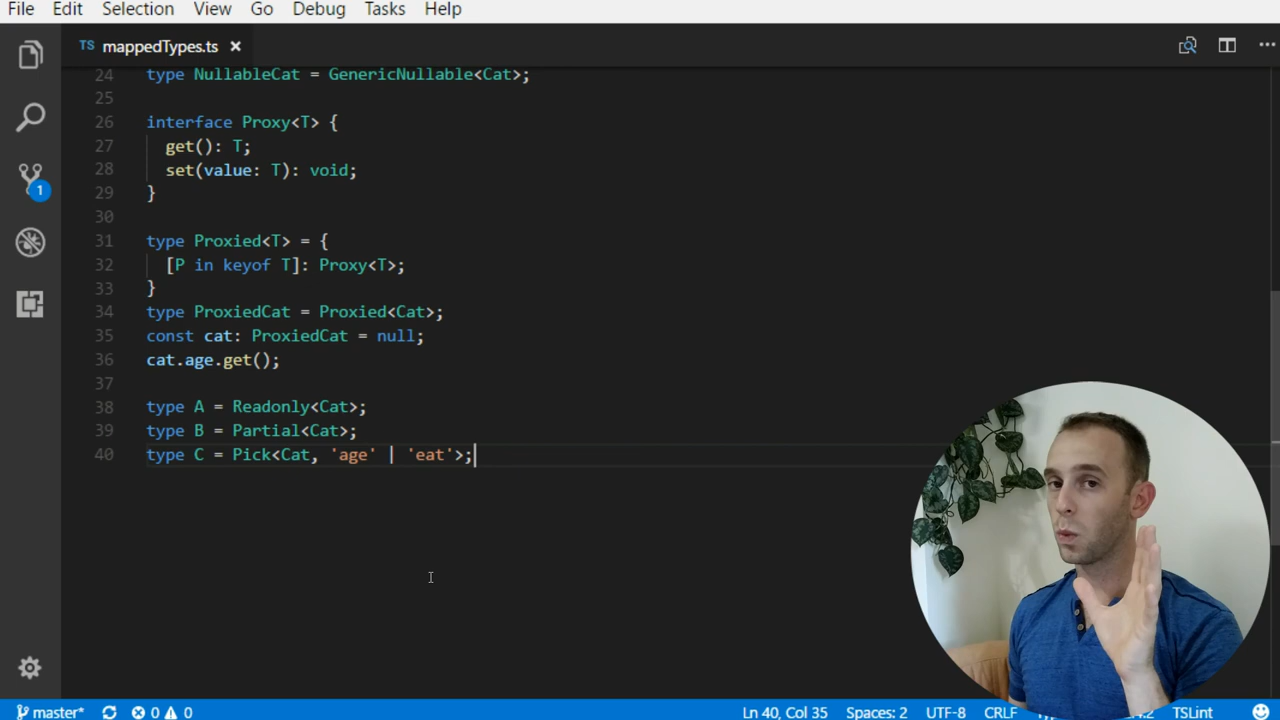 File Edit Selection View Go Debug Tasks Help
TS mappedTypes.ts ×
24 type NullableCat = GenericNullable<Cat>;
25
26 interface Proxy<T> {
27 get(): T;
28 set(value: T): void;
29 }
30
31 type Proxied<T> = {
32 [P in keyof T]: Proxy<T>;
33 }
34 type ProxiedCat = Proxied<Cat>;
35 const cat: ProxiedCat = null;
36 cat.age.get();
37
38 type A = Readonly<Cat>;
39 type B = Partial<Cat>;
40 type C = Pick<Cat, 'age' | 'eat'>;
1
master* 0 0 Ln 40, Col 35 Spaces: 2 UTF-8 CRLF TSLint